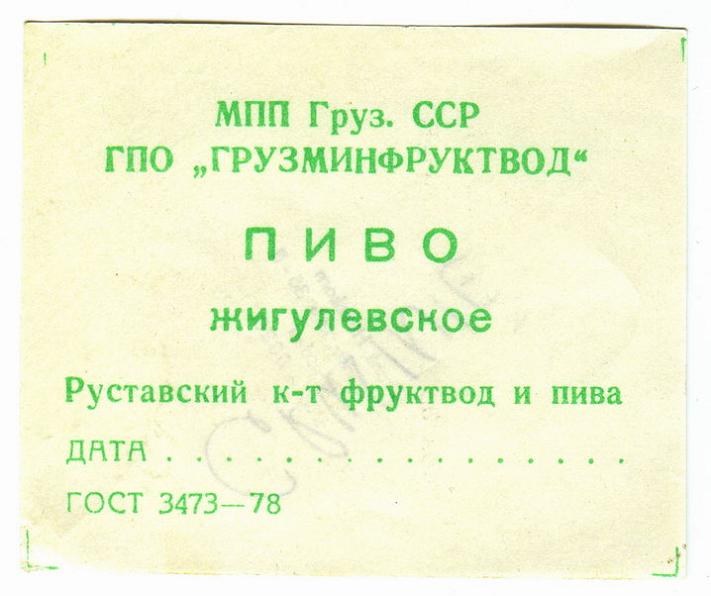 МПП Груз. ССР
ГПО „ГРУЗМИНФРУКТВОД“
ПИВО
жигулевское
Руставский к-т фруктвод и пива
ДАТА . . . . . . . . . . . . . . . .
ГОСТ 3473—78